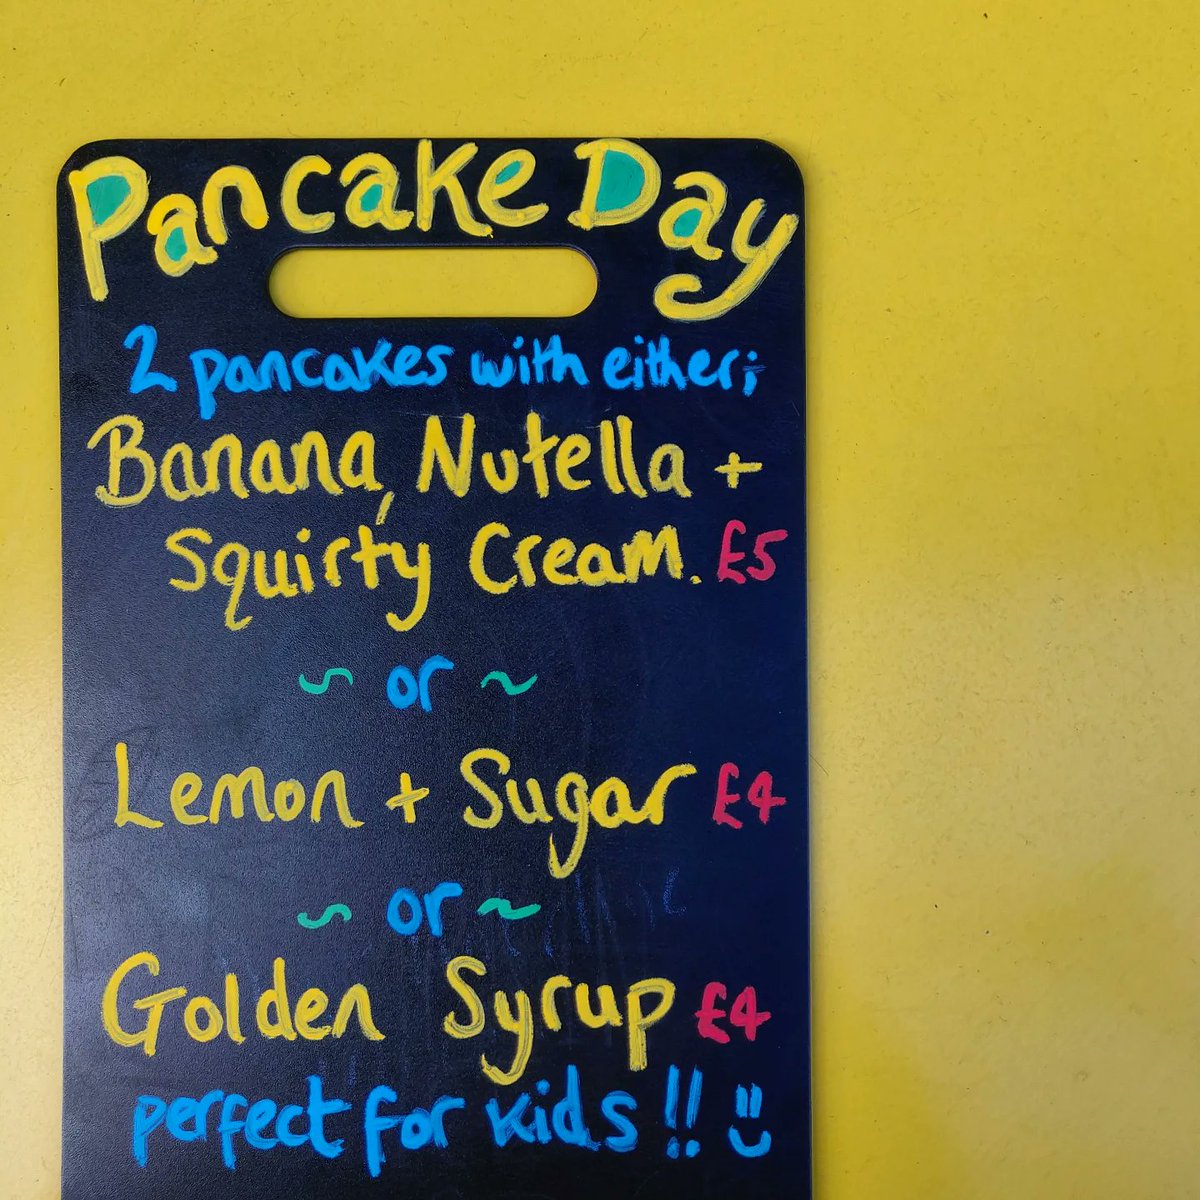 Pancake Day
2 pancakes with either;
Banana, Nutella +
Squirty Cream. £5
~ or ~
Lemon + Sugar £4
~ or ~
Golden Syrup £4
perfect for kids !! =)